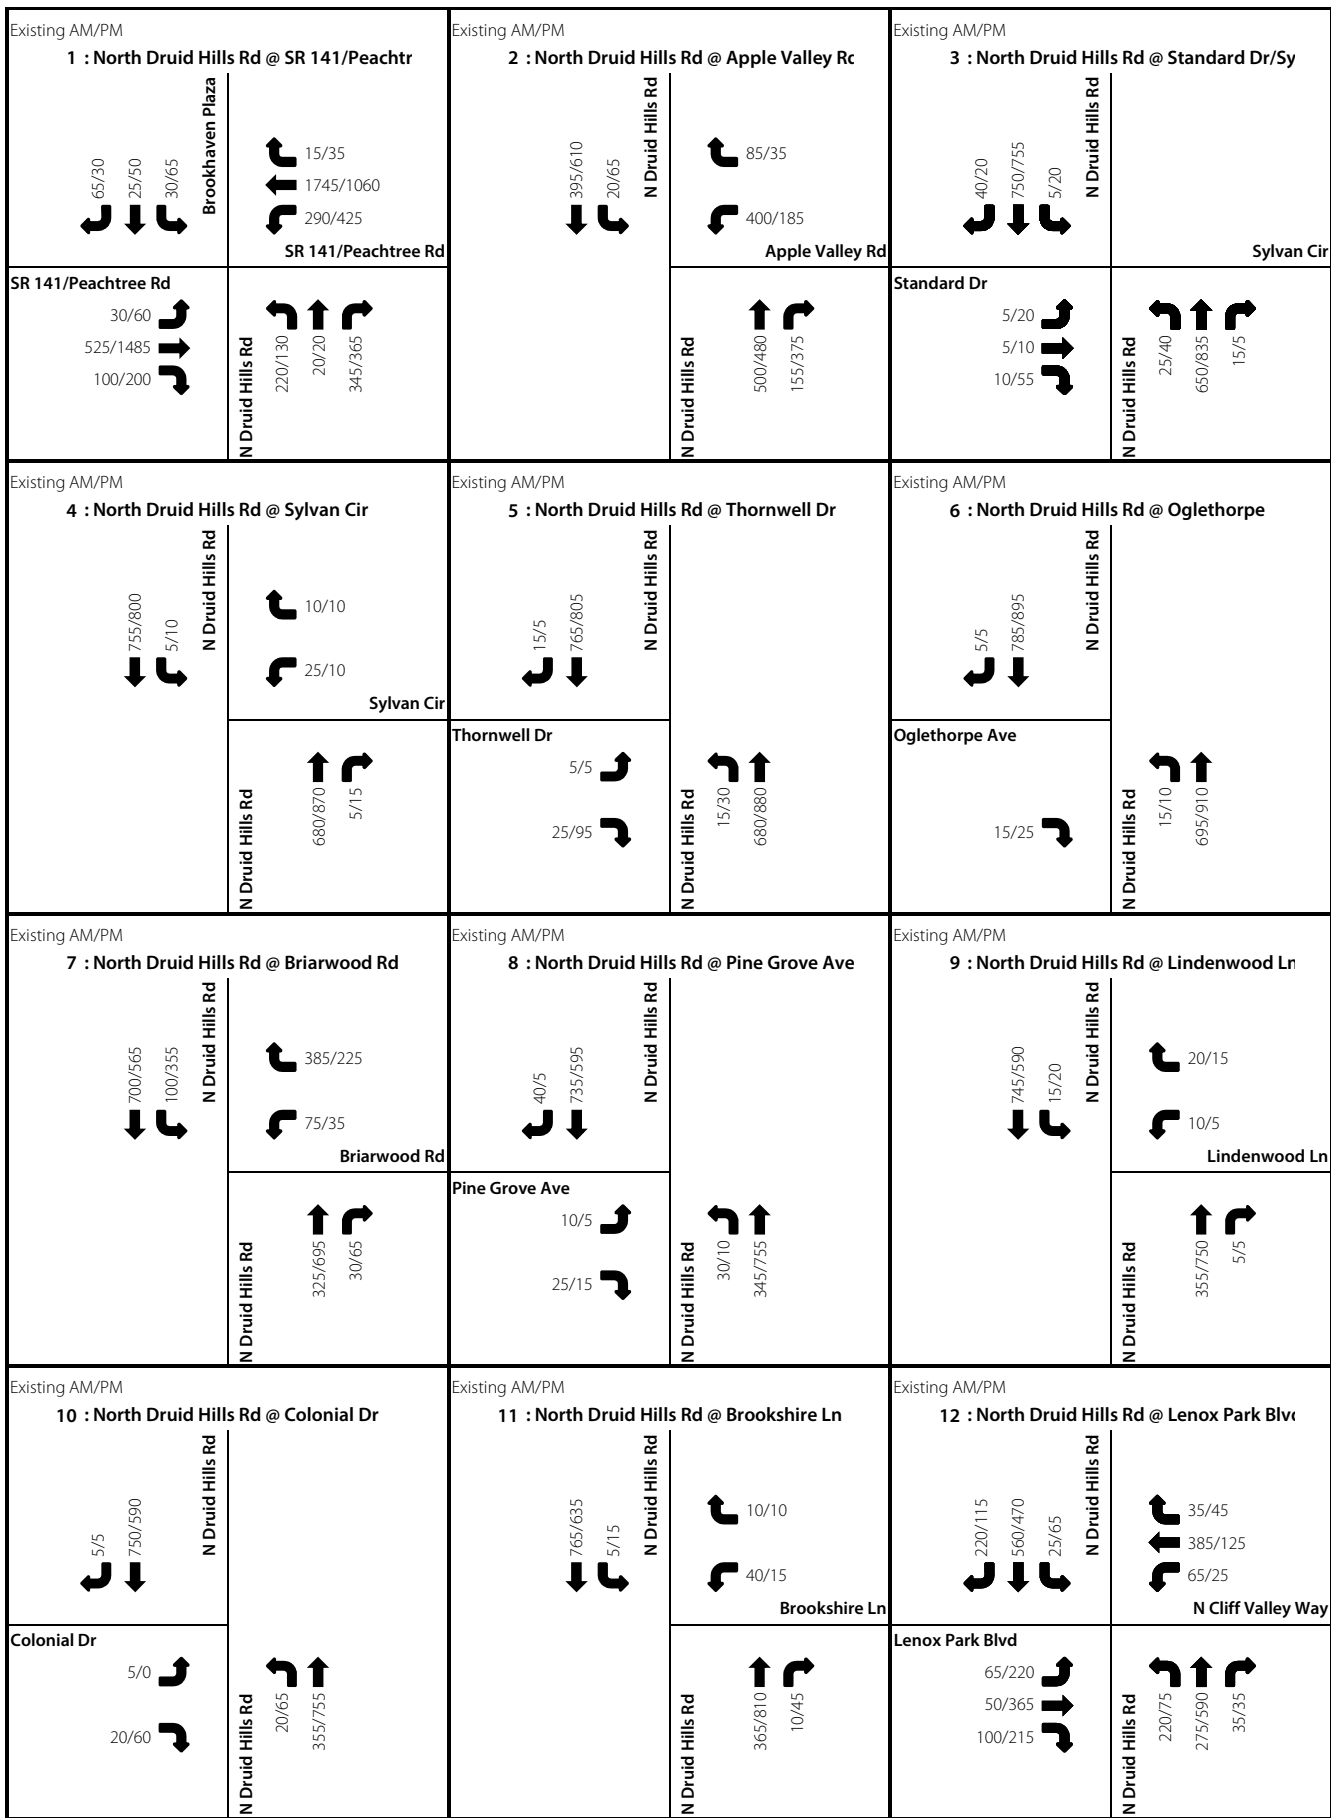 Existing AM/PM
1 : North Druid Hills Rd @ SR 141/Peachtr
Brookhaven Plaza
65/30
25/50
30/65
15/35
1745/1060
290/425
SR 141/Peachtree Rd
SR 141/Peachtree Rd
30/60
525/1485
100/200
N Druid Hills Rd
220/130
20/20
345/365
Existing AM/PM
2 : North Druid Hills Rd @ Apple Valley Rd
N Druid Hills Rd
395/610
20/65
85/35
400/185
Apple Valley Rd
N Druid Hills Rd
500/480
155/375
Existing AM/PM
3 : North Druid Hills Rd @ Standard Dr/Sy
N Druid Hills Rd
40/20
750/755
5/20
Sylvan Cir
Standard Dr
5/20
5/10
10/55
N Druid Hills Rd
25/40
650/835
15/5
Existing AM/PM
4 : North Druid Hills Rd @ Sylvan Cir
N Druid Hills Rd
755/800
5/10
10/10
25/10
Sylvan Cir
N Druid Hills Rd
680/870
5/15
Existing AM/PM
5 : North Druid Hills Rd @ Thornwell Dr
N Druid Hills Rd
15/5
765/805
Thornwell Dr
5/5
25/95
N Druid Hills Rd
15/30
680/880
Existing AM/PM
6 : North Druid Hills Rd @ Oglethorpe
N Druid Hills Rd
5/5
785/895
Oglethorpe Ave
15/25
N Druid Hills Rd
15/10
695/910
Existing AM/PM
7 : North Druid Hills Rd @ Briarwood Rd
N Druid Hills Rd
700/565
100/355
385/225
75/35
Briarwood Rd
N Druid Hills Rd
325/695
30/65
Existing AM/PM
8 : North Druid Hills Rd @ Pine Grove Ave
N Druid Hills Rd
40/5
735/595
Pine Grove Ave
10/5
25/15
N Druid Hills Rd
30/10
345/755
Existing AM/PM
9 : North Druid Hills Rd @ Lindenwood Ln
N Druid Hills Rd
745/590
15/20
20/15
10/5
Lindenwood Ln
N Druid Hills Rd
355/750
5/5
Existing AM/PM
10 : North Druid Hills Rd @ Colonial Dr
N Druid Hills Rd
5/5
750/590
Colonial Dr
5/0
20/60
N Druid Hills Rd
20/65
355/755
Existing AM/PM
11 : North Druid Hills Rd @ Brookshire Ln
N Druid Hills Rd
765/635
5/15
10/10
40/15
Brookshire Ln
N Druid Hills Rd
365/810
10/45
Existing AM/PM
12 : North Druid Hills Rd @ Lenox Park Blvd
N Druid Hills Rd
220/115
560/470
25/65
35/45
385/125
65/25
N Cliff Valley Way
Lenox Park Blvd
65/220
50/365
100/215
N Druid Hills Rd
220/75
275/590
35/35